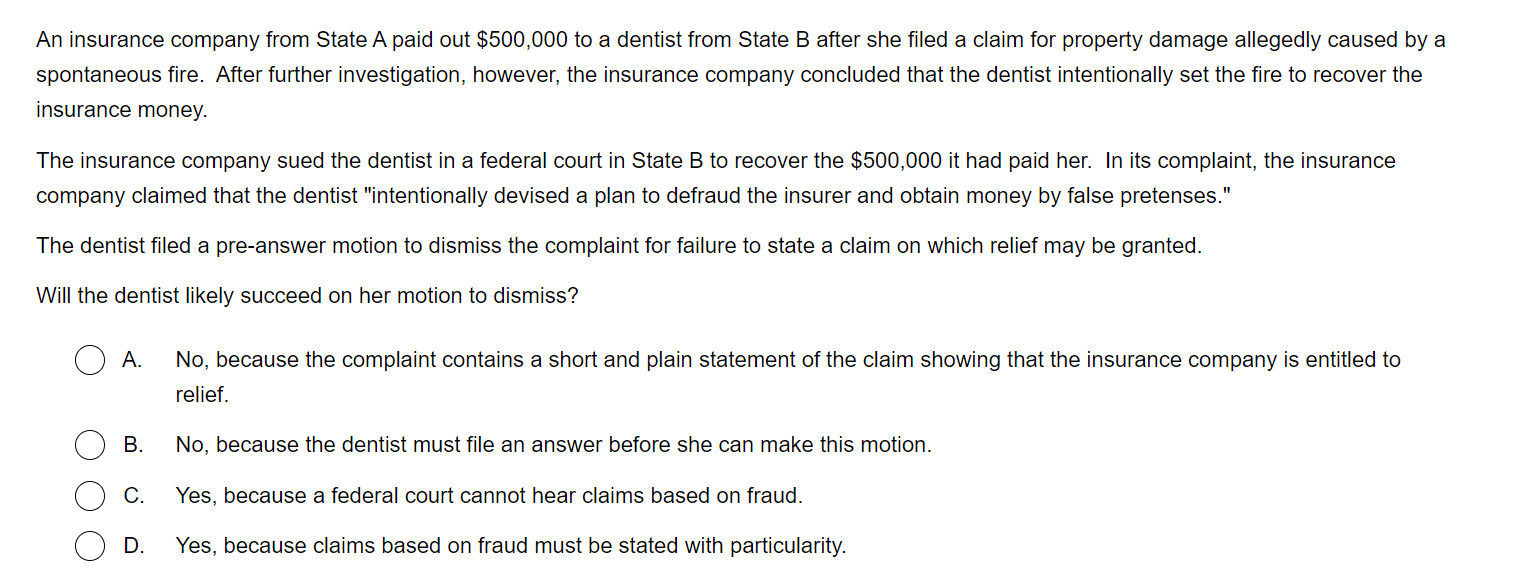 An insurance company from State A paid out $500,000 to a dentist from State B after she filed a claim for property damage allegedly caused by a
spontaneous fire.  After further investigation, however, the insurance company concluded that the dentist intentionally set the fire to recover the
insurance money.
The insurance company sued the dentist in a federal court in State B to recover the $500,000 it had paid her.  In its complaint, the insurance
company claimed that the dentist "intentionally devised a plan to defraud the insurer and obtain money by false pretenses."
The dentist filed a pre-answer motion to dismiss the complaint for failure to state a claim on which relief may be granted.
Will the dentist likely succeed on her motion to dismiss?
A. No, because the complaint contains a short and plain statement of the claim showing that the insurance company is entitled to
relief.
B. No, because the dentist must file an answer before she can make this motion.
C. Yes, because a federal court cannot hear claims based on fraud.
D. Yes, because claims based on fraud must be stated with particularity.